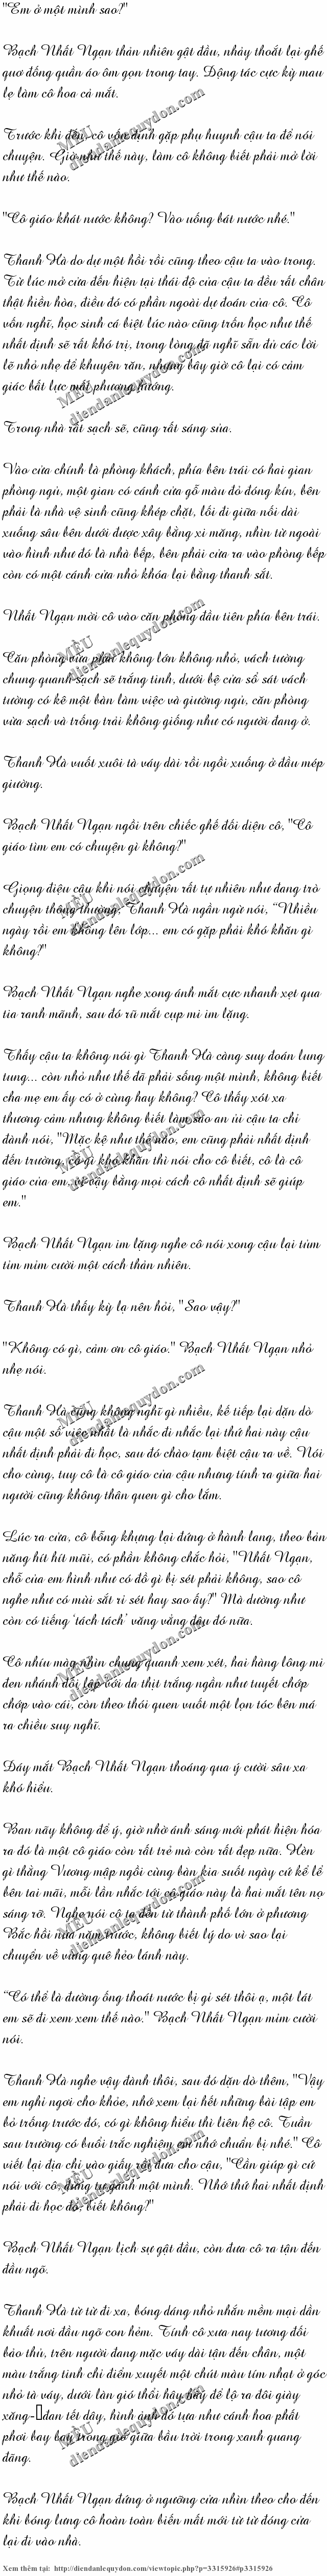 "Em ở một mình sao?"
Bạch Nhất Ngạn thản nhiên gật đầu, nhảy thoắt lại ghế
quơ đống quần áo ôm gọn trong tay. Động tác cực kỳ mau
lẹ làm cô hoa cả mắt.
Trước khi đến, cô vốn định gặp phụ huynh cậu ta để nói
chuyện. Giờ như thế này, làm cô không biết phải mở lời
như thế nào.
"Cô giáo khát nước không? Vào uống bát nước nhé."
Thanh Hà do dự một hồi rồi cũng theo cậu ta vào trong.
Từ lúc mở cửa đến hiện tại thái độ của cậu ta đều rất chân
thật hiền hòa, điều đó có phần ngoài dự đoán của cô. Cô
vốn nghĩ, học sinh cá biệt lúc nào cũng trốn học như thế
nhất định sẽ rất khó trị, trong lòng đã nghĩ sẵn đủ các lời
lẽ nhỏ nhẹ để khuyên răn, nhưng bây giờ cô lại có cảm
giác bất lực mất phương hướng.
Trong nhà rất sạch sẽ, cũng rất sáng sủa.
Vào cửa chính là phòng khách, phía bên trái có hai gian
phòng ngủ, một gian có cánh cửa gỗ màu đỏ đóng kín, bên
phải là nhà vệ sinh cũng khép chặt, lối đi giữa nối dài
xuống sâu bên dưới được xây bằng xi măng, nhìn từ ngoài
vào hình như đó là nhà bếp, bên phải cửa ra vào phòng bếp
còn có một cánh cửa nhỏ khóa lại bằng thanh sắt.
Nhất Ngạn mời cô vào căn phòng đầu tiên phía bên trái.
Căn phòng vừa phải không lớn không nhỏ, vách tường
chung quanh sạch sẽ trắng tinh, dưới bệ cửa sổ sát vách
tường có kê một bàn làm việc và giường ngủ, căn phòng
vừa sạch và trống trải không giống như có người đang ở.
Thanh Hà vuốt xuôi tà váy dài rồi ngồi xuống ở đầu mép
giường.
Bạch Nhất Ngạn ngồi trên chiếc ghế đối diện cô, "Cô
giáo tìm em có chuyện gì không?"
Giọng điệu cậu khi nói chuyện rất tự nhiên như đang trò
chuyện thông thường, Thanh Hà ngần ngừ nói, “Nhiều
ngày rồi em không lên lớp... em có gặp phải khó khăn gì
không?"
Bạch Nhất Ngạn nghe xong ánh mắt cực nhanh xẹt qua
tia ranh mãnh, sau đó rũ mắt cụp mi im lặng.
Thấy cậu ta không nói gì Thanh Hà càng suy đoán lung
tung... còn nhỏ như thế đã phải sống một mình, không biết
cha mẹ em ấy có ở cùng hay không? Cô thấy xót xa
thương cảm nhưng không biết làm sao an ủi cậu ta chỉ
đành nói, "Mặc kệ như thế nào, em cũng phải nhất định
đến trường, có gì khó khăn thì nói cho cô biết, cô là cô
giáo của em, vì vậy bằng mọi cách cô nhất định sẽ giúp
em."
Bạch Nhất Ngạn im lặng nghe cô nói xong cậu lại tủm
tỉm mỉm cười một cách thản nhiên.
Thanh Hà thấy kỳ lạ nên hỏi, "Sao vậy?"
"Không có gì, cảm ơn cô giáo." Bạch Nhất Ngạn nhỏ
nhẹ nói.
Thanh Hà cũng không nghĩ gì nhiều, kế tiếp lại dặn dò
cậu một số việc nhất là nhắc đi nhắc lại thứ hai này cậu
nhất định phải đi học, sau đó chào tạm biệt cậu ra về. Nói
cho cùng, tuy cô là cô giáo của cậu nhưng tính ra giữa hai
người cũng không thân quen gì cho lắm.
Lúc ra cửa, cô bỗng khựng lại đứng ở hành lang, theo bản
năng hít hít mũi, có phần không chắc hỏi, "Nhất Ngạn,
chỗ của em hình như có đồ gì bị sét phải không, sao cô
nghe như có mùi sắt rỉ sét hay sao ấy?" Mà dường như
còn có tiếng ‘tách tách’ văng vẳng đâu đó nữa.
Cô nhíu mày nhìn chung quanh xem xét, hai hàng lông mi
đen nhánh đối lập với da thịt trắng ngần như tuyết chớp
chớp vào cái, còn theo thói quen vuốt một lọn tóc bên má
ra chiều suy nghĩ.
Đáy mắt Bạch Nhất Ngạn thoáng qua ý cười sâu xa
khó hiểu.
Ban nãy không để ý, giờ nhờ ánh sáng mới phát hiện hóa
ra đó là một cô giáo còn rất trẻ mà còn rất đẹp nữa. Hèn
gì thằng Vương mập ngồi cùng bàn kia suốt ngày cứ kể lể
bên tai mãi, mỗi lần nhắc tới cô giáo này là hai mắt tên nọ
sáng rỡ. Nghe nói cô ta đến từ thành phố lớn ở phương
Bắc hồi nửa năm trước, không biết lý do vì sao lại
chuyển về vùng quê hẻo lánh này.
“Có thể là đường ống thoát nước bị gỉ sét thôi ạ, một lát
em sẽ đi xem xem thế nào." Bạch Nhất Ngạn mỉm cười
nói.
Thanh Hà nghe vậy đành thôi, sau đó dặn dò thêm, "Vậy
em nghỉ ngơi cho khỏe, nhớ xem lại hết những bài tập em
bỏ trống trước đó, có gì không hiểu thì liên hệ cô. Tuần
sau trường có buổi trắc nghiệm em nhớ chuẩn bị nhé." Cô
viết lại địa chỉ vào giấy rồi đưa cho cậu, "Cần giúp gì cứ
nói với cô, đừng tự gánh một mình. Nhớ thứ hai nhất định
phải đi học đó, biết không?"
Bạch Nhất Ngạn lịch sự gật đầu, còn đưa cô ra tận đến
đầu ngõ.
Thanh Hà từ từ đi xa, bóng dáng nhỏ nhắn mềm mại dần
khuất nơi đầu ngõ con hẻm. Tính cô xưa nay tương đối
bảo thủ, trên người đang mặc váy dài tận đến chân, một
màu trắng tinh chỉ điểm xuyết một chút màu tím nhạt ở góc
nhỏ tà váy, dưới làn gió thổi hây hẩy để lộ ra đôi giày
xăng-đan tết dây, hình ảnh đó tựa như cánh hoa phất
phơi bay bay trong gió giữa bầu trời trong xanh quang
đãng.
Bạch Nhất Ngạn đứng ở ngưỡng cửa nhìn theo cho đến
khi bóng lưng cô hoàn toàn biến mất mới từ từ đóng cửa
lại đi vào nhà.
Xem thêm tại: http://diendanlequydon.com/viewtopic.php?p=3315926#p3315926